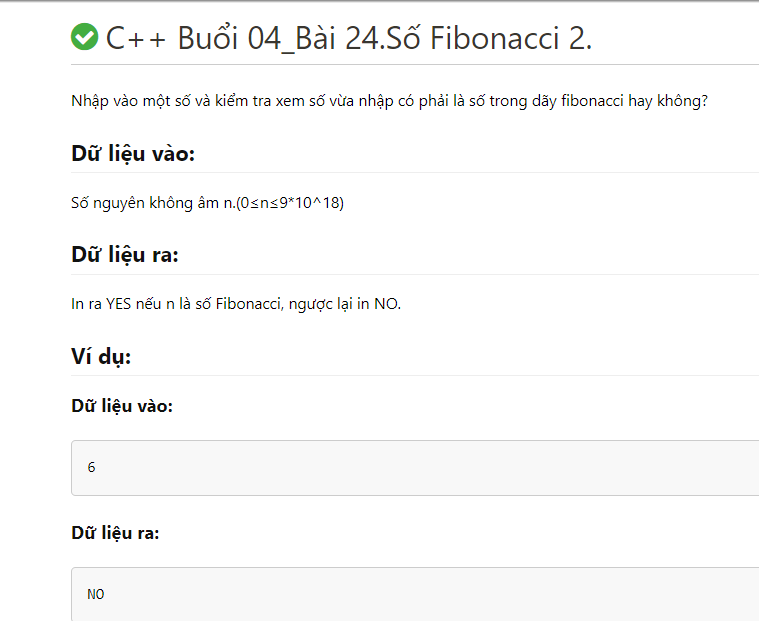 C++ Buổi 04_Bài 24.Số Fibonacci 2.
Nhập vào một số và kiểm tra xem số vừa nhập có phải là số trong dãy fibonacci hay không?
Dữ liệu vào:
Số nguyên không âm n.(0≤n≤9*10^18)
Dữ liệu ra:
In ra YES nếu n là số Fibonacci, ngược lại in NO.
Ví dụ:
Dữ liệu vào:
6
Dữ liệu ra:
NO